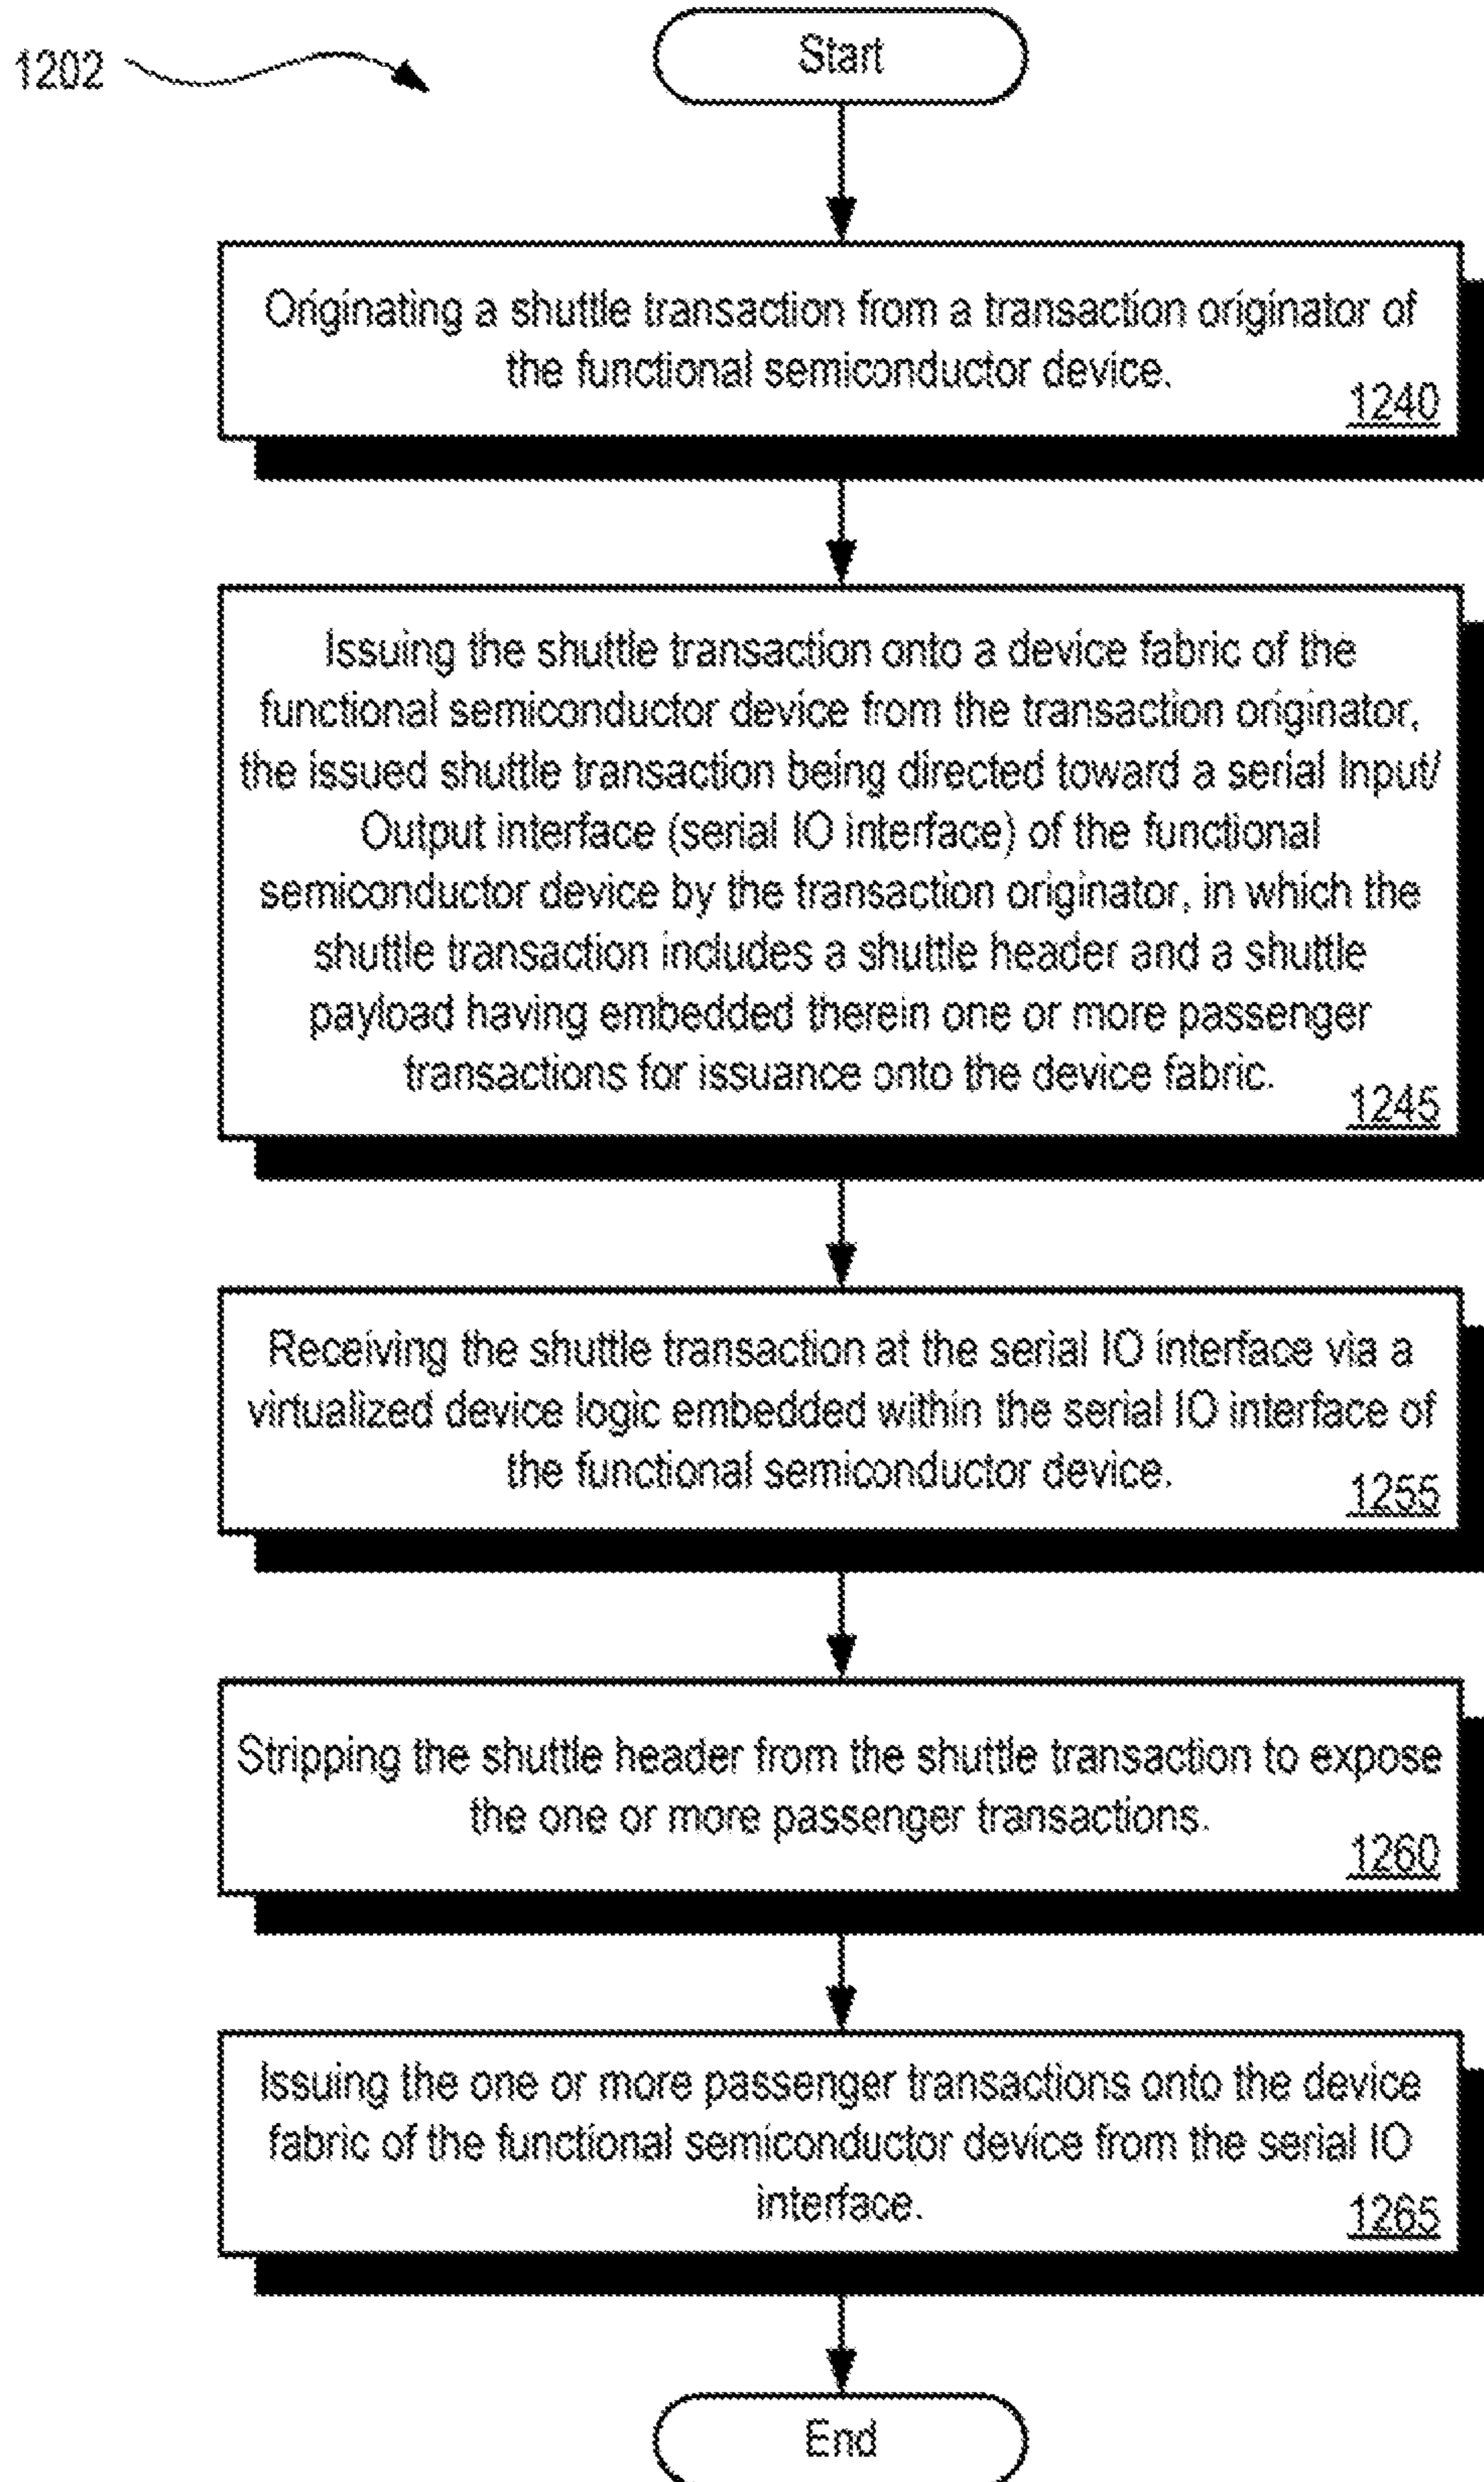 1202
Start
Originating a shuttle transaction from a transaction originator of
the functional semiconductor device.
1240
Issuing the shuttle transaction onto a device fabric of the
functional semiconductor device from the transaction originator,
the issued shuttle transaction being directed toward a serial Input/
Output interface (serial IO interface) of the functional
semiconductor device by the transaction originator, in which the
shuttle transaction includes a shuttle header and a shuttle
payload having embedded therein one or more passenger
transactions for issuance onto the device fabric.
1245
Receiving the shuttle transaction at the serial IO interface via a
virtualized device logic embedded within the serial IO interface of
the functional semiconductor device.
1255
Stripping the shuttle header from the shuttle transaction to expose
the one or more passenger transactions.
1260
Issuing the one or more passenger transactions onto the device
fabric of the functional semiconductor device from the serial IO
interface.
1265
End